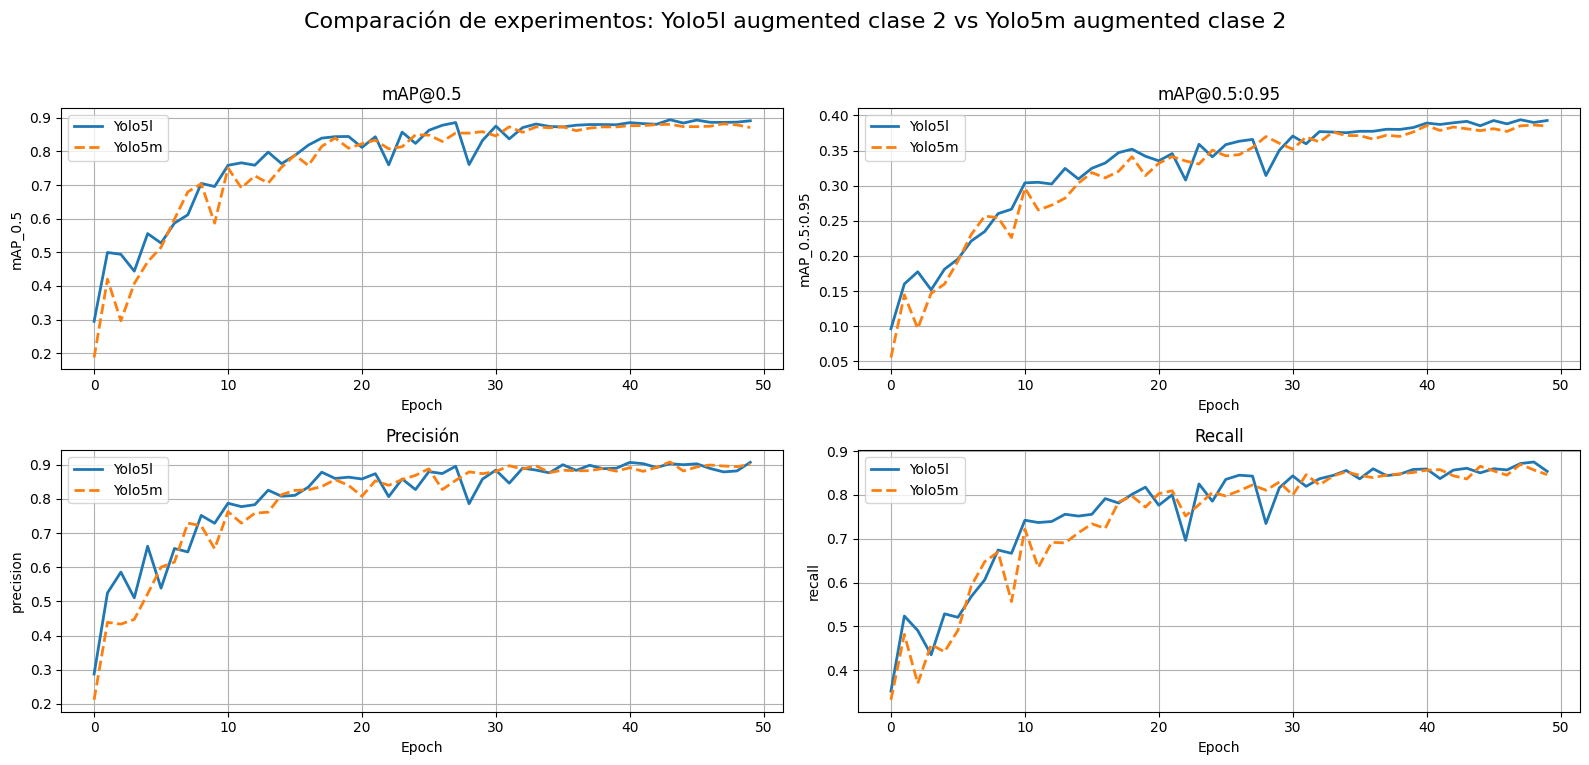 Comparación de experimentos: Yolo5l augmented clase 2 vs Yolo5m augmented clase 2
mAP@0.5
0.9
0.8
0.7
0.6
0.5
0.4
0.3
0.2
mAP_0.5
Yolo5l
Yolo5m
0 10 20 30 40 50
Epoch
mAP@0.5:0.95
0.40
0.35
0.30
0.25
0.20
0.15
0.10
0.05
mAP_0.5:0.95
Yolo5l
Yolo5m
0 10 20 30 40 50
Epoch
Precisión
0.9
0.8
0.7
0.6
0.5
0.4
0.3
0.2
precision
Yolo5l
Yolo5m
0 10 20 30 40 50
Epoch
Recall
0.9
0.8
0.7
0.6
0.5
0.4
recall
Yolo5l
Yolo5m
0 10 20 30 40 50
Epoch